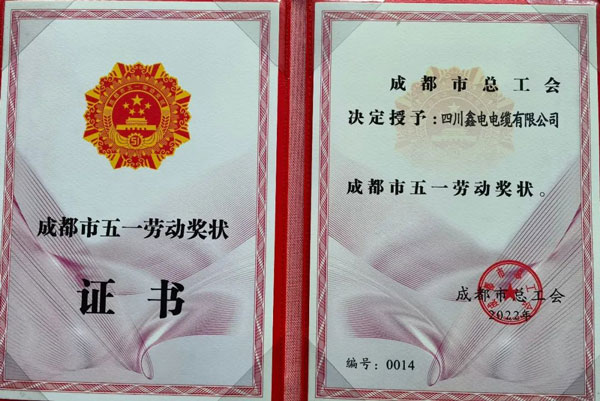 51
成都市五一劳动奖状
证书
成都市总工会
决定授予：四川鑫电电缆有限公司
成都市五一劳动奖状。
成都市总工会
2022年
编号：0014